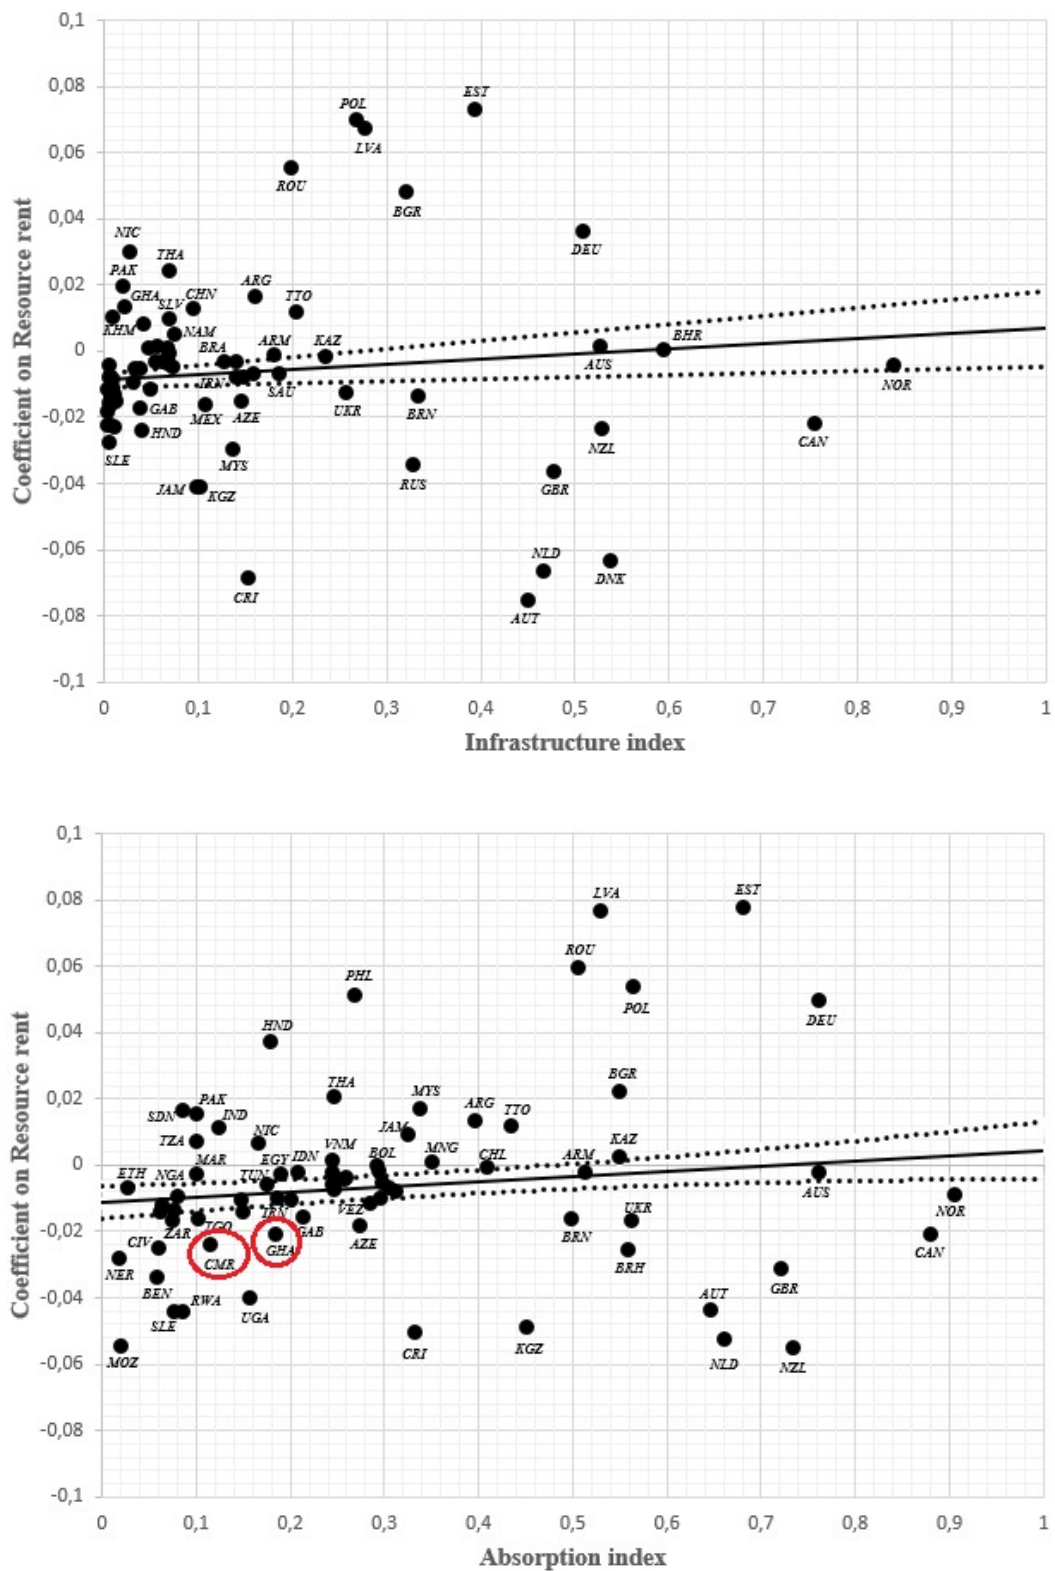 0,1
0,08
0,06
0,04
0,02
0
-0,02
-0,04
-0,06
-0,08
-0,1
Coefficient on Resource rent
EST
POL
LVA
ROU
BGR
NIC
DEU
THA
PAK
ARG
GHA
CHN
TTO
SLV
KHM
NAM
BRA
ARM
KAZ
BHR
AUS
IRN
SAU
NOR
GAB
MEX
AZE
UKR
BRN
HND
CAN
NZL
SLE
MYS
RUS
JAM
KGZ
GBR
NLD
DNK
CRI
AUT
0 0,1 0,2 0,3 0,4 0,5 0,6 0,7 0,8 0,9 1
Infrastructure index
0,1
0,08
0,06
0,04
0,02
0
-0,02
-0,04
-0,06
-0,08
-0,1
Coefficient on Resource rent
LVA
EST
ROU
PHL
POL
DEU
HND
THA
BGR
MYS
PAK
SDN
IND
ARG
TTO
NIC
JAM
TZA
KAZ
VNM
MNG
BOL
CHL
ARM
MAR
EGY
IDN
ETH
NGA
TUN
AUS
NOR
VEZ
IRN
UKR
TGO
GAB
ZAR
BRN
CIV
GHA
AZE
CAN
CMR
NER
BRH
BEN
GBR
RWA
AUT
SLE
UGA
KGZ
CRI
MOZ
NLD
NZL
0 0,1 0,2 0,3 0,4 0,5 0,6 0,7 0,8 0,9 1
Absorption index